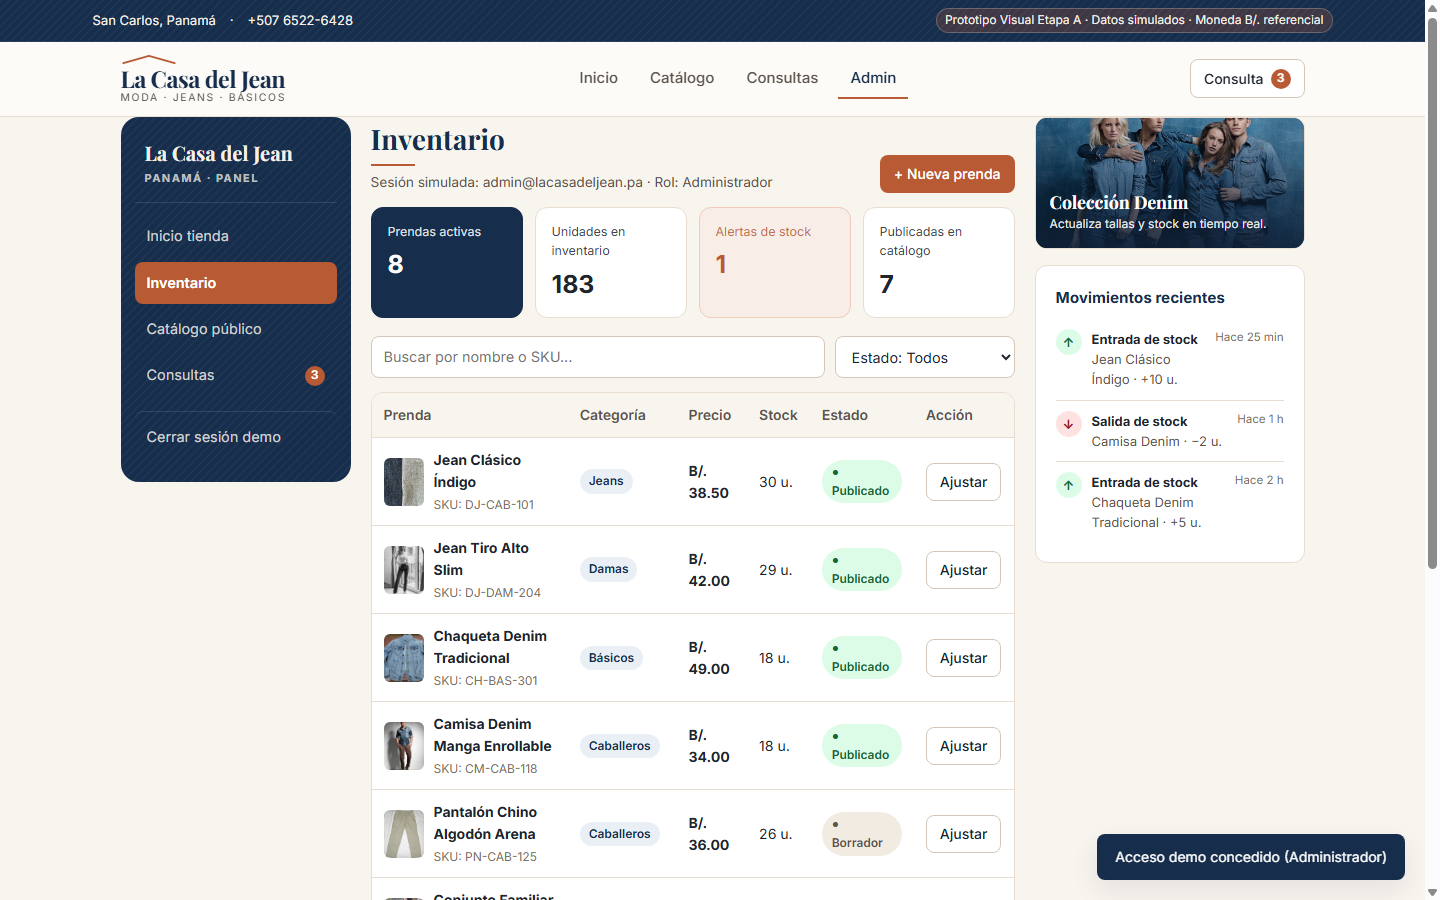 San Carlos, Panamá · +507 6522-6428
Prototipo Visual Etapa A · Datos simulados · Moneda B/. referencial
La Casa del Jean
MODA · JEANS · BÁSICOS
Inicio
Catálogo
Consultas
Admin
Consulta 3
La Casa del Jean
PANAMÁ · PANEL
Inicio tienda
Inventario
Catálogo público
Consultas 3
Cerrar sesión demo
Inventario
Sesión simulada: admin@lacasadeljean.pa · Rol: Administrador
+ Nueva prenda
Prendas activas
8
Unidades en
inventario
183
Alertas de stock
1
Publicadas en
catálogo
7
Buscar por nombre o SKU...
Estado: Todos
Prenda Categoría Precio Stock Estado Acción
Jean Clásico
Índigo
SKU: DJ-CAB-101
Jeans
B/.
38.50
30 u.
• Publicado
Ajustar
Jean Tiro Alto
Slim
SKU: DJ-DAM-204
Damas
B/.
42.00
29 u.
• Publicado
Ajustar
Chaqueta Denim
Tradicional
SKU: CH-BAS-301
Básicos
B/.
49.00
18 u.
• Publicado
Ajustar
Camisa Denim
Manga Enrollable
SKU: CM-CAB-118
Caballeros
B/.
34.00
18 u.
• Publicado
Ajustar
Pantalón Chino
Algodón Arena
SKU: PN-CAB-125
Caballeros
B/.
36.00
26 u.
• Borrador
Ajustar
Conjunto Familiar
Colección Denim
Actualiza tallas y stock en tiempo real.
Movimientos recientes
↑ Entrada de stock Hace 25 min
Jean Clásico
Índigo · +10 u.
↓ Salida de stock Hace 1 h
Camisa Denim · −2 u.
↑ Entrada de stock Hace 2 h
Chaqueta Denim
Tradicional · +5 u.
Acceso demo concedido (Administrador)